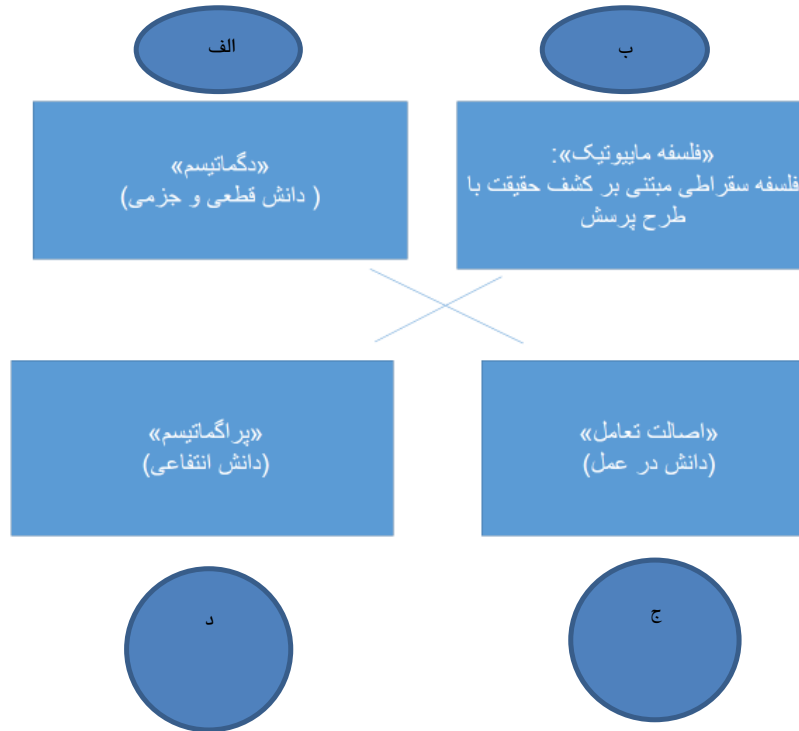 الف
ب
«دگماتیسم»
( دانش قطعی و جزمی)
«فلسفه ماییوتیک»:
فلسفه سقراطی مبتنی بر کشف حقیقت با
طرح پرسش
«پراگماتیسم»
(دانش انتفاعی)
«اصالت تعامل»
(دانش در عمل)
د
ج